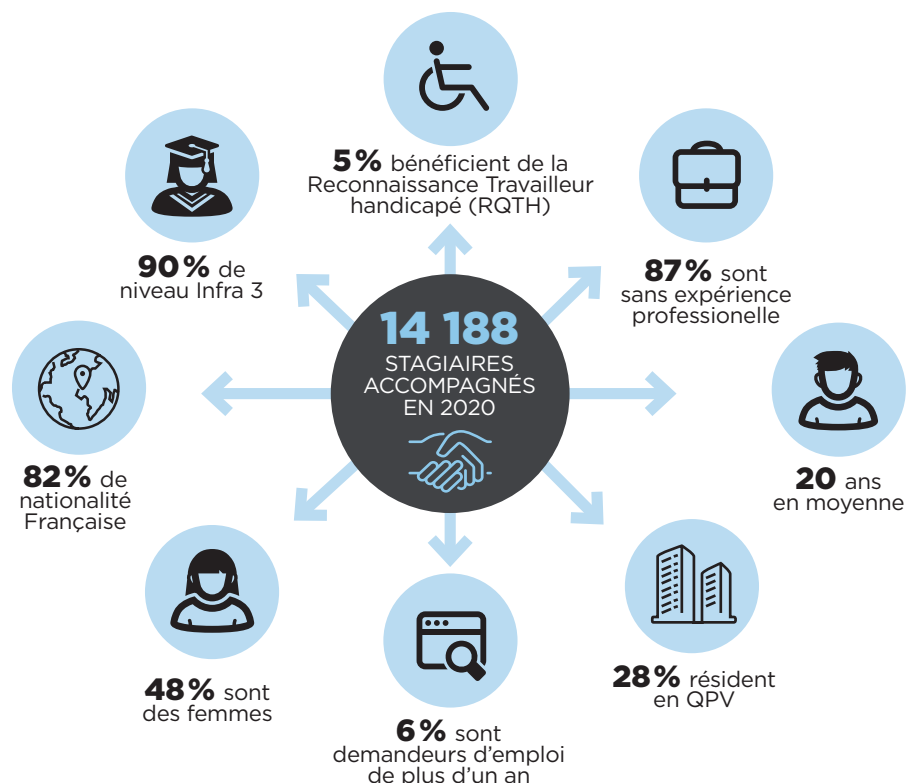 5% bénéficient de la
Reconnaissance Travailleur
handicapé (RQTH)
90% de
niveau Infra 3
87% sont
sans expérience
professionelle
14 188
STAGIAIRES
ACCOMPAGNÉS
EN 2020
82% de
nationalité
Française
20 ans
en moyenne
48% sont
des femmes
28% résident
en QPV
6% sont
demandeurs d’emploi
de plus d’un an